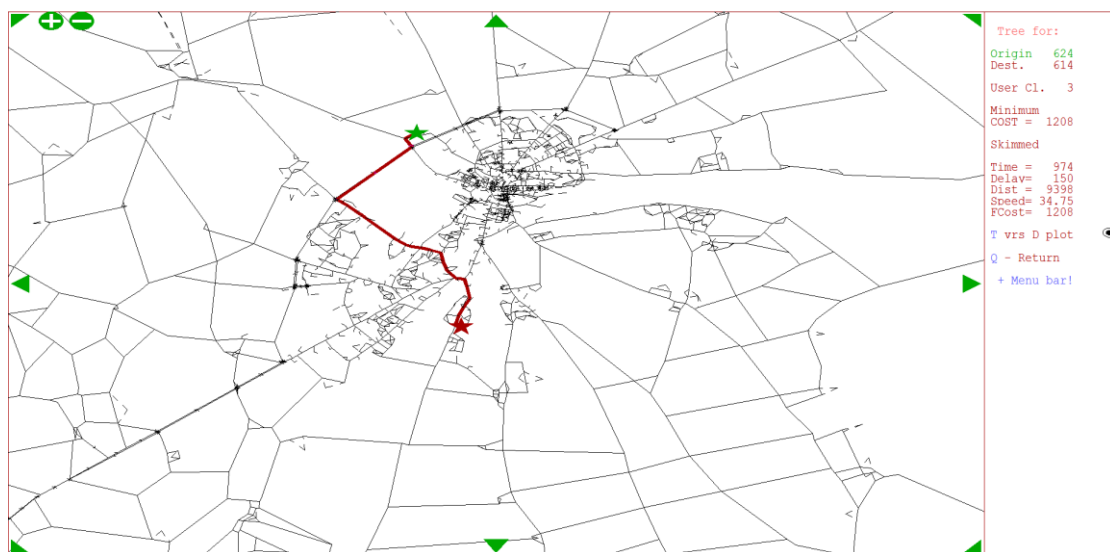 Tree for:
Origin 624
Dest. 614
User Cl. 3
Minimum
COST = 1208
Skimmed
Time = 974
Delay= 150
Dist = 9398
Speed= 34.75
FCost= 1208
T vrs D plot
Q - Return
+ Menu bar!